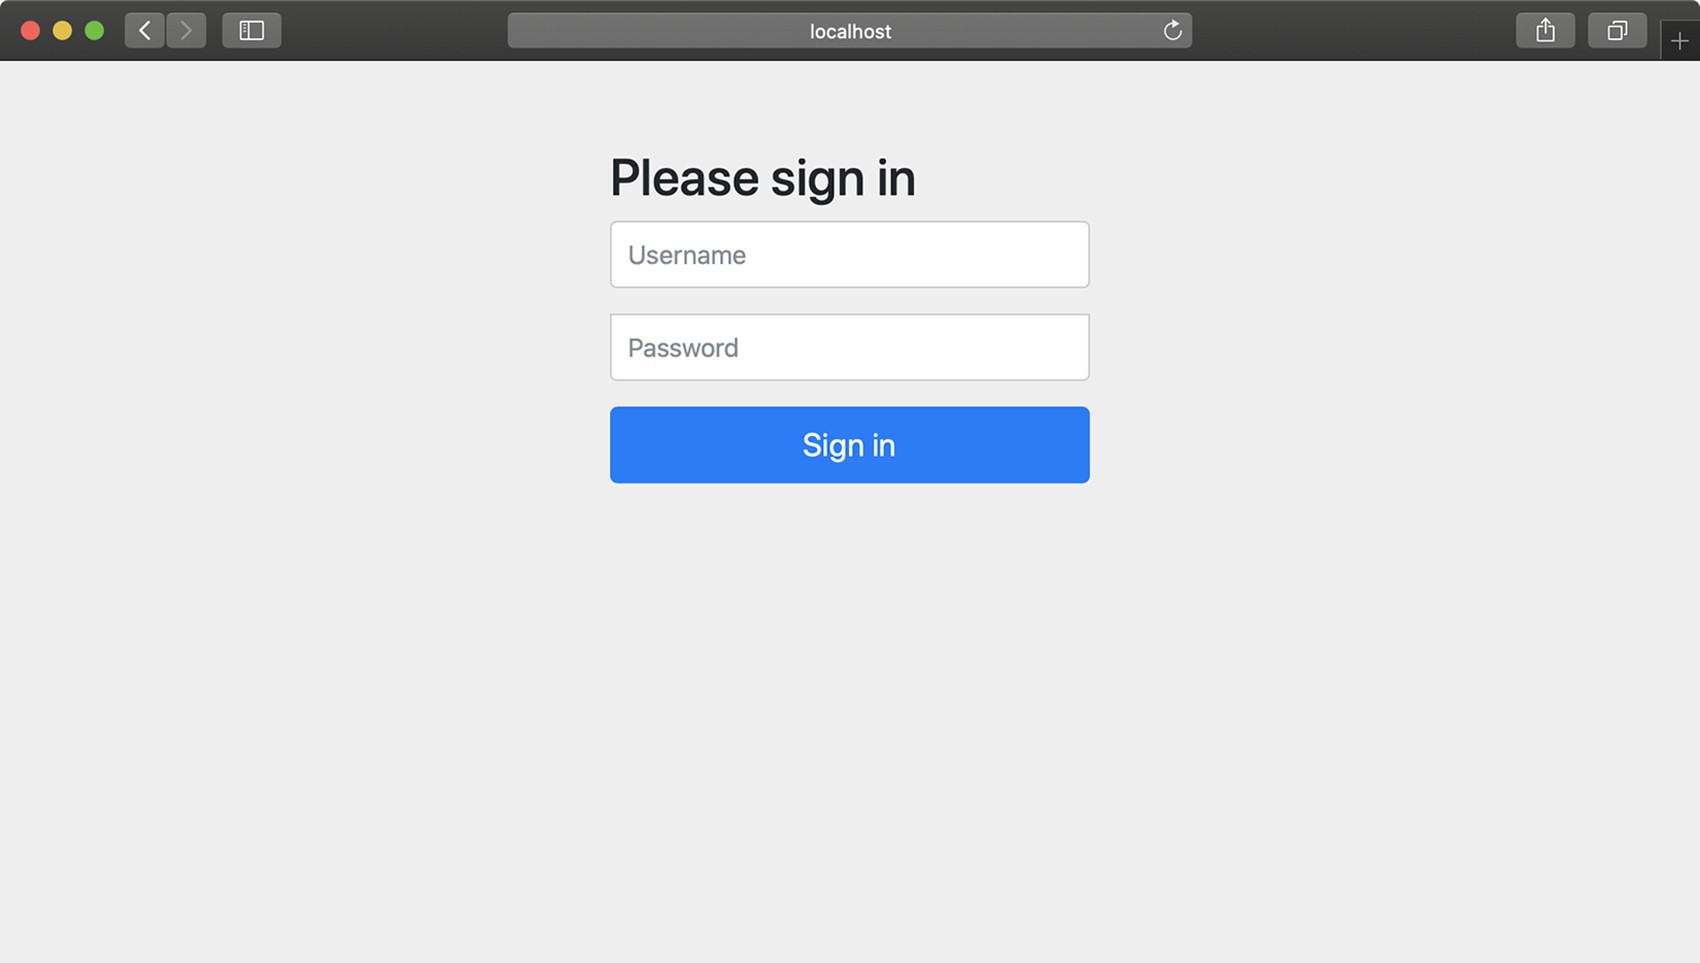 localhost
Please sign in
Username
Password
Sign in